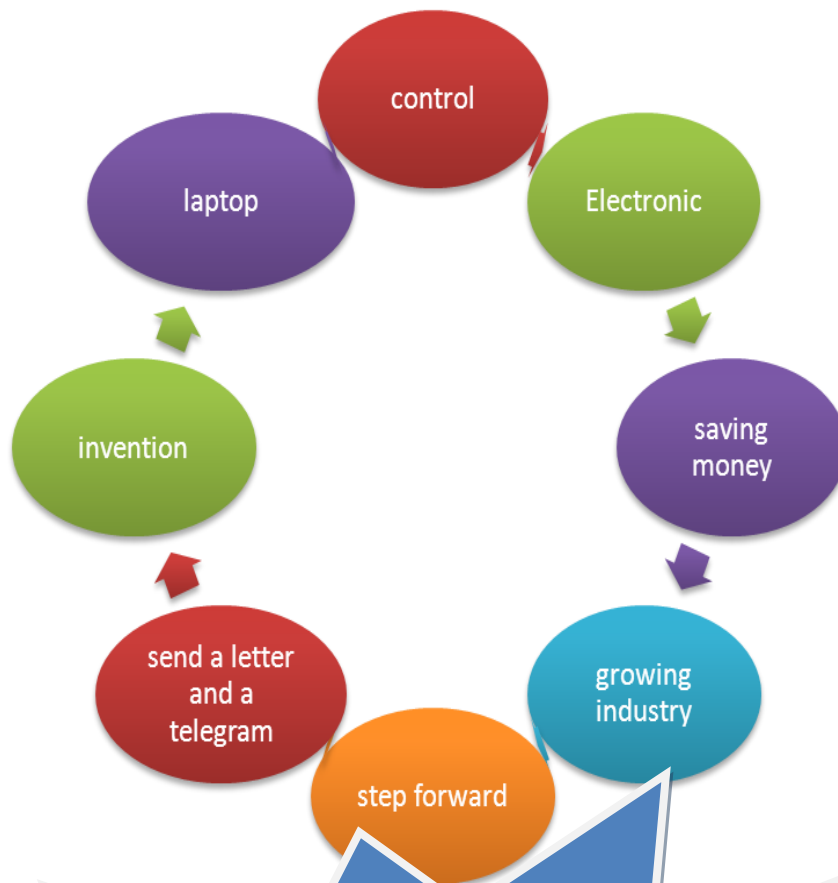 control
Electronic
saving
money
growing
industry
step forward
send a letter
and a
telegram
invention
laptop